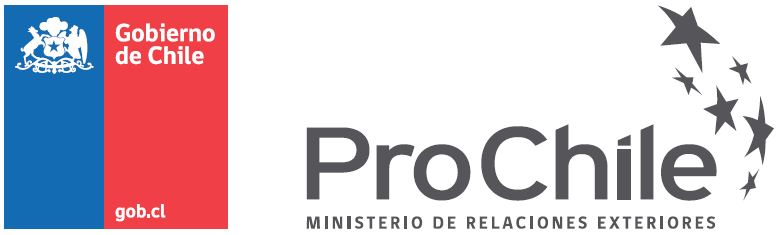 Gobierno
de Chile
gob.cl
ProChile
MINISTERIO DE RELACIONES EXTERIORES